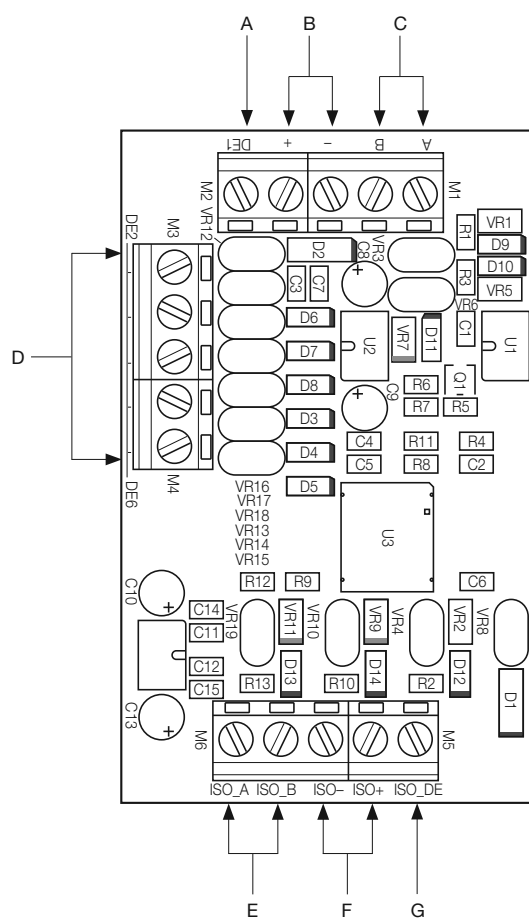 A B C
DE1 + - B A
M2 M1
DE2 M3 VR12 D2 C8 VR3 R1 VR1
D9
D10
C3 C7 R3 VR5
VR6
D6 U2 VR7 D11 C1 U1
D D7
D8 C9 R6 Q1
D3 R7 R5
D4 C4 R11 R4
C5 R8 C2
DE6 M4 D5
VR16
VR17
VR18
VR13
VR14
VR15
U3
C10 R12 R9 C6
C14 VR19 VR11 VR10 VR9 VR4 VR2 VR8
C11
C12
C15 R13 D13 R10 D14 R2 D12 D1
C13 M6 M5
ISO_A ISO_B ISO- ISO+ ISO_DE
E F G